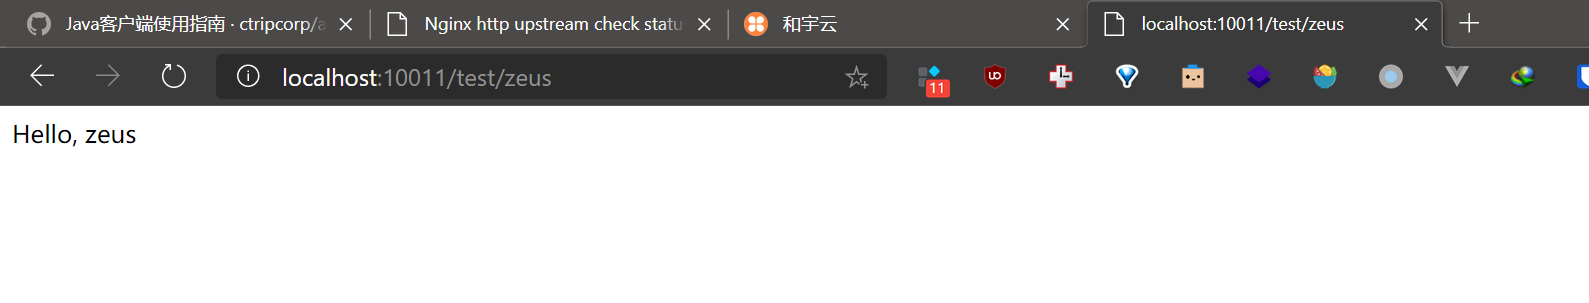 Java客户端使用指南 · ctripcorp/a
Nginx http upstream check statu
和宇云
localhost:10011/test/zeus
localhost:10011/test/zeus
11
Hello, zeus